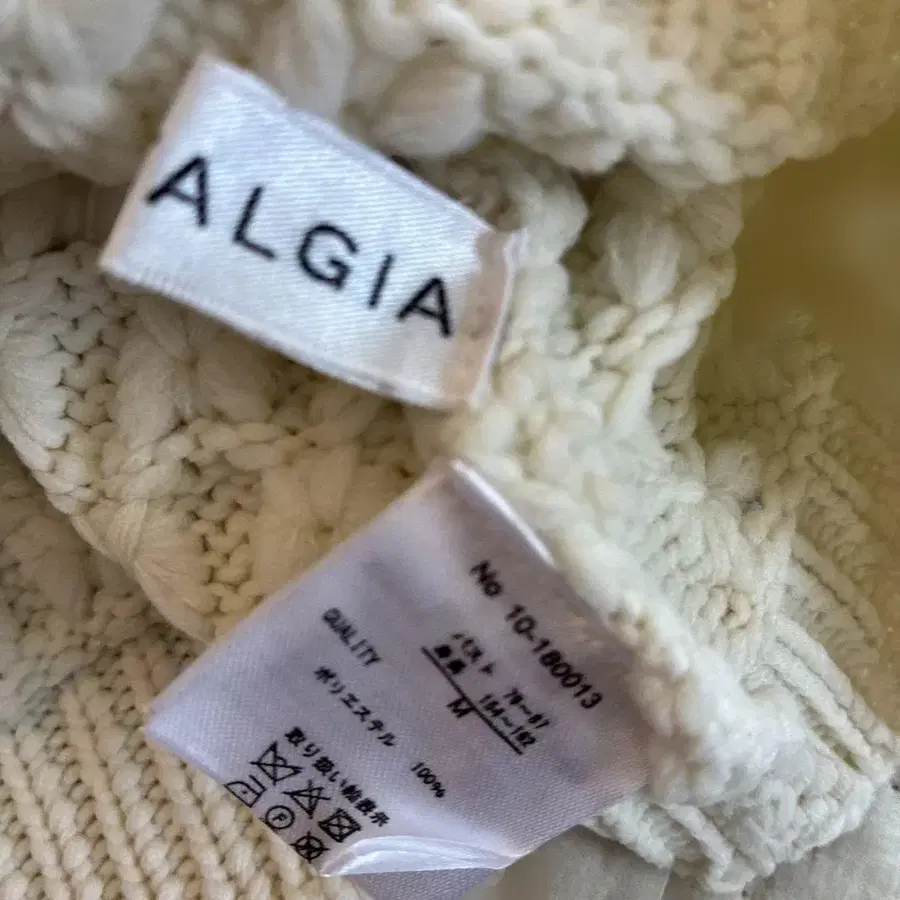 ALGIA
No 10-180013
バスト 79~87
身長 154~162
M
QUALITY
ポリエステル 100%
取り扱い絵表示
F